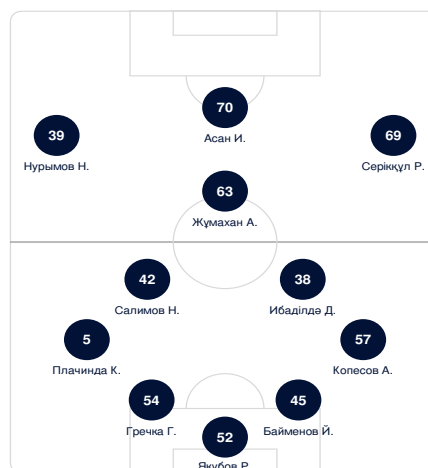 70
Асан И.
39
Нурымов Н.
69
Серікқұл Р.
63
Жұмахан А.
42
Салимов Н.
38
Ибаділдә Д.
5
Плачинда К.
57
Копесов А.
54
Гречка Г.
45
Байменов Й.
52
Якубов Р.